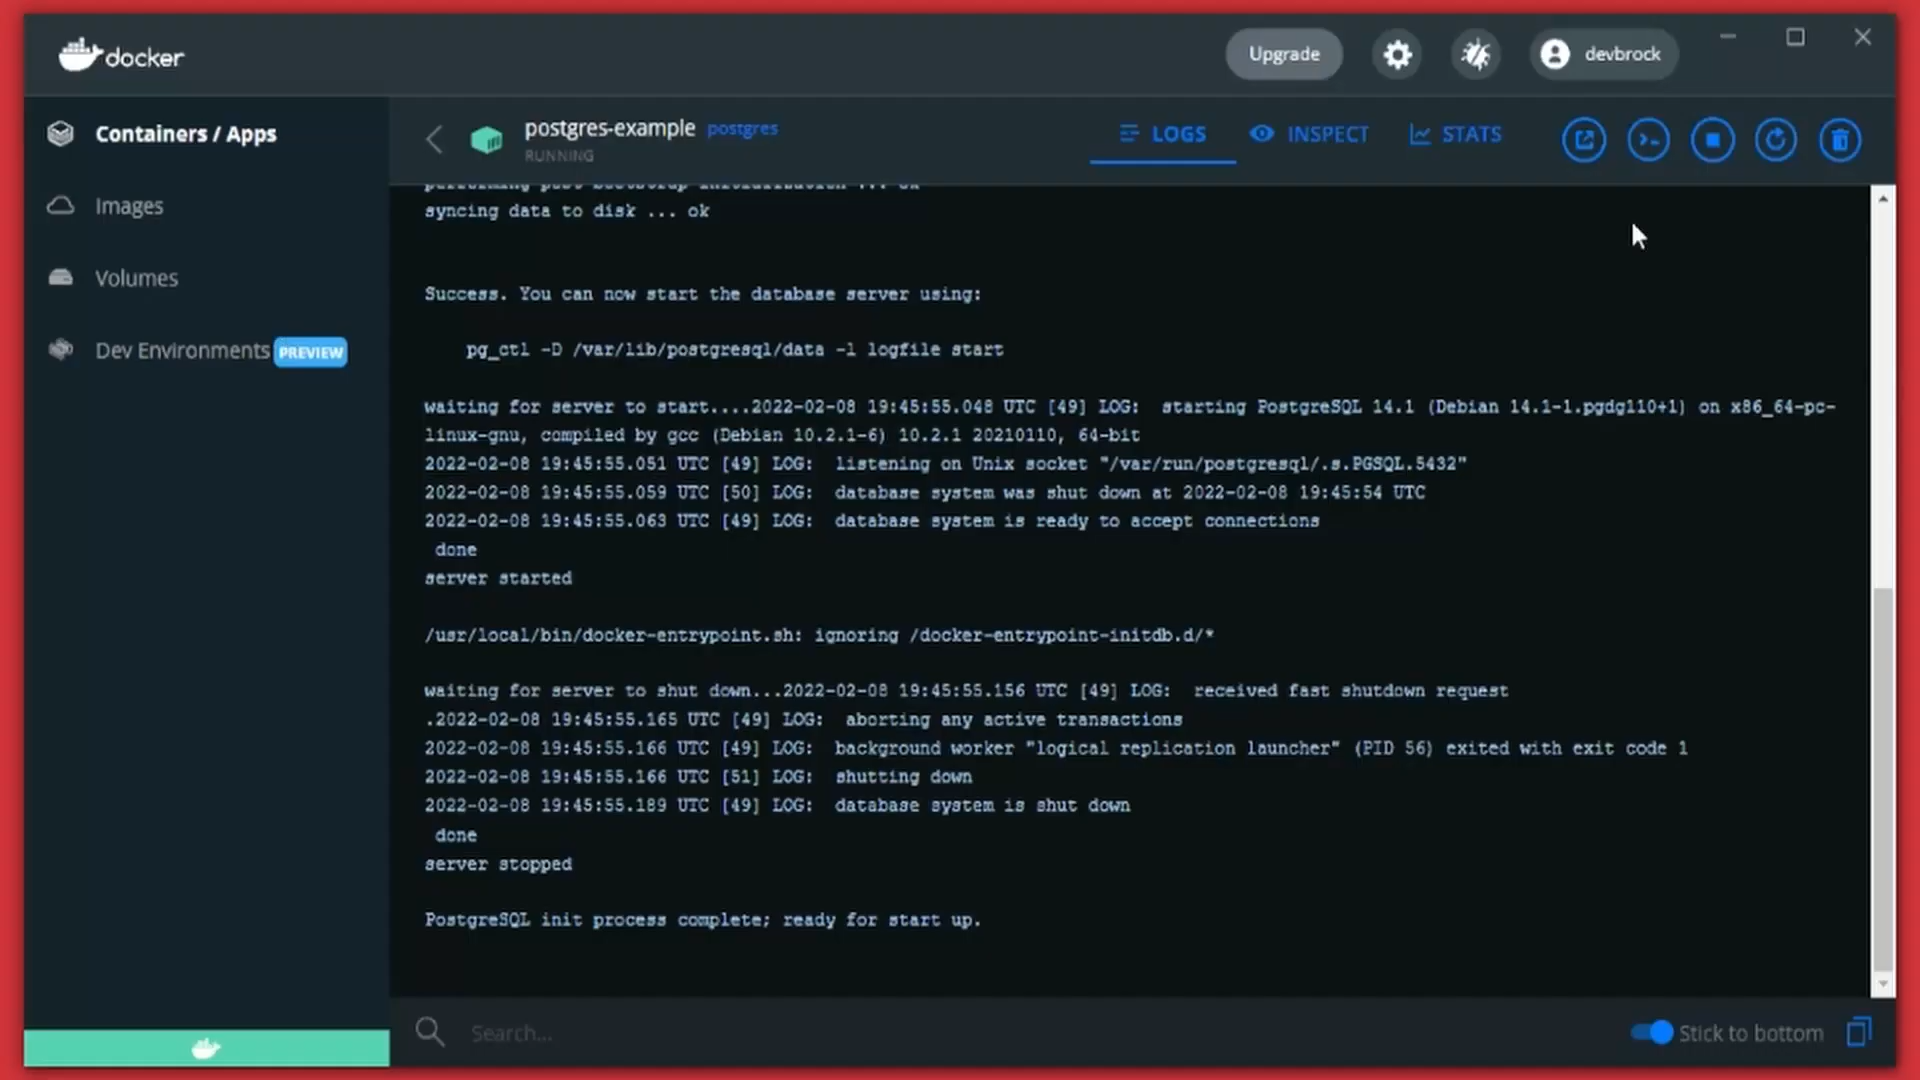 docker
Upgrade
devbrock
Containers / Apps
Images
Volumes
Dev Environments PREVIEW
postgres-example postgres
RUNNING
LOGS
INSPECT
STATS
performing post-bootstrap initialization ... ok
syncing data to disk ... ok
Success. You can now start the database server using:
pg_ctl -D /var/lib/postgresql/data -l logfile start
waiting for server to start....2022-02-08 19:45:55.048 UTC [49] LOG:  starting PostgreSQL 14.1 (Debian 14.1-1.pgdg110+1) on x86_64-pc-
linux-gnu, compiled by gcc (Debian 10.2.1-6) 10.2.1 20210110, 64-bit
2022-02-08 19:45:55.051 UTC [49] LOG:  listening on Unix socket "/var/run/postgresql/.s.PGSQL.5432"
2022-02-08 19:45:55.059 UTC [50] LOG:  database system was shut down at 2022-02-08 19:45:54 UTC
2022-02-08 19:45:55.063 UTC [49] LOG:  database system is ready to accept connections
done
server started
/usr/local/bin/docker-entrypoint.sh: ignoring /docker-entrypoint-initdb.d/*
waiting for server to shut down...2022-02-08 19:45:55.156 UTC [49] LOG:  received fast shutdown request
.2022-02-08 19:45:55.165 UTC [49] LOG:  aborting any active transactions
2022-02-08 19:45:55.166 UTC [49] LOG:  background worker "logical replication launcher" (PID 56) exited with exit code 1
2022-02-08 19:45:55.166 UTC [51] LOG:  shutting down
2022-02-08 19:45:55.189 UTC [49] LOG:  database system is shut down
done
server stopped
PostgreSQL init process complete; ready for start up.
Search...
Stick to bottom